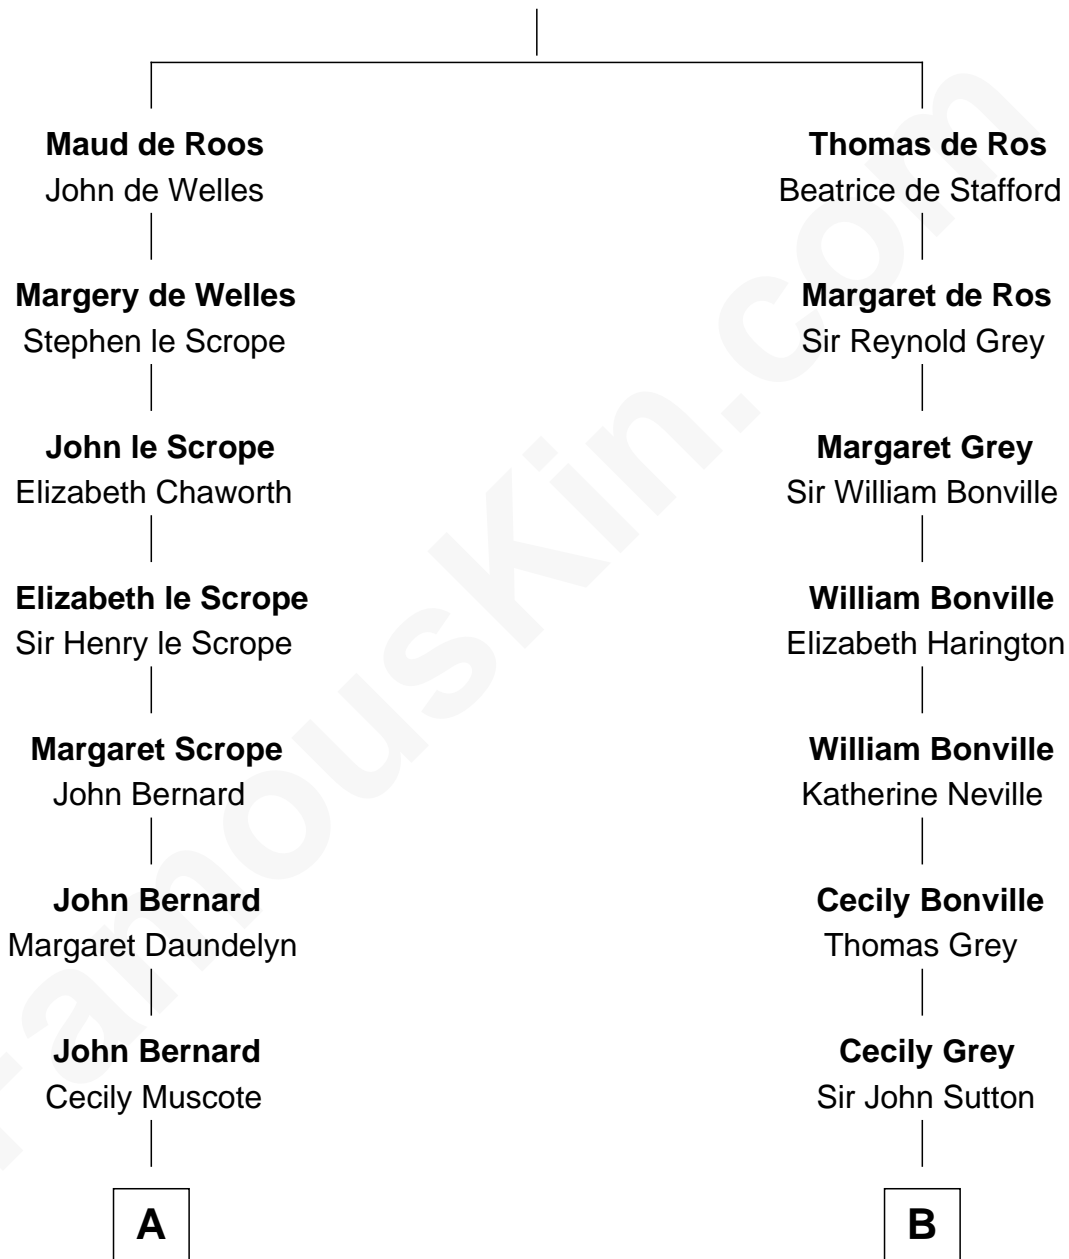 Maud de Roos
John de Welles
Thomas de Ros
Beatrice de Stafford
Margery de Welles
Stephen le Scrope
Margaret de Ros
Sir Reynold Grey
John le Scrope
Elizabeth Chaworth
Margaret Grey
Sir William Bonville
Elizabeth le Scrope
Sir Henry le Scrope
William Bonville
Elizabeth Harington
Margaret Scrope
John Bernard
William Bonville
Katherine Neville
John Bernard
Margaret Daundelyn
Cecily Bonville
Thomas Grey
John Bernard
Cecily Muscote
Cecily Grey
Sir John Sutton
A
B
FamousKin.com